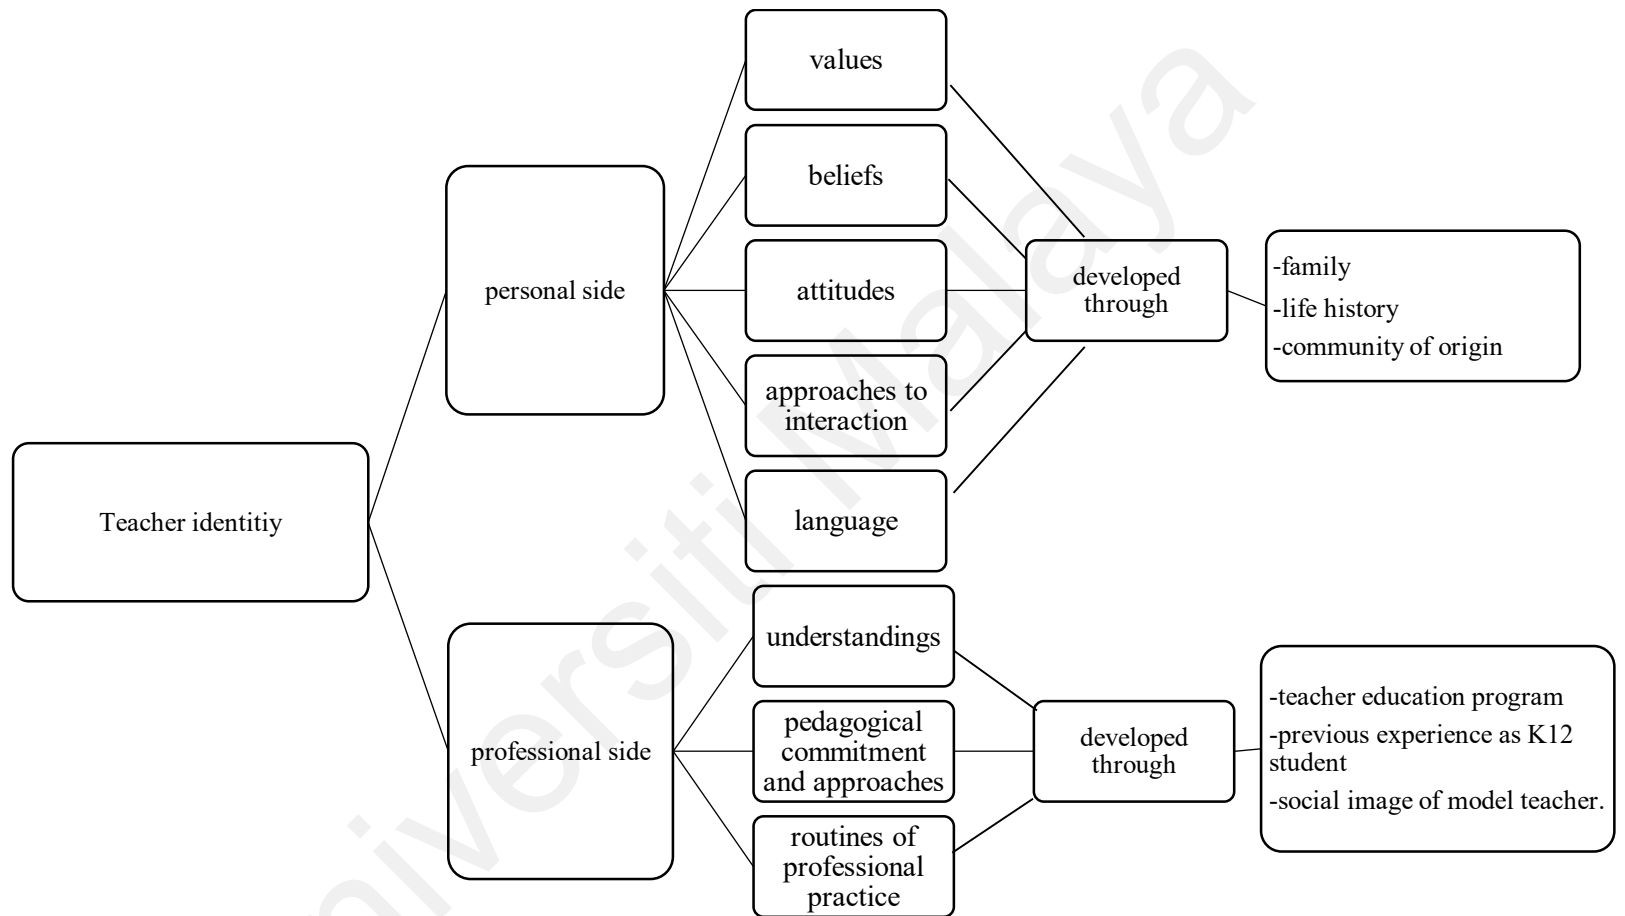 Teacher identitiy
personal side
values
beliefs
attitudes
approaches to
interaction
language
developed
through
-family
-life history
-community of origin
professional side
understandings
pedagogical
commitment
and approaches
routines of
professional
practice
developed
through
-teacher education program
-previous experience as K12
student
-social image of model teacher.
niversiti Malaya